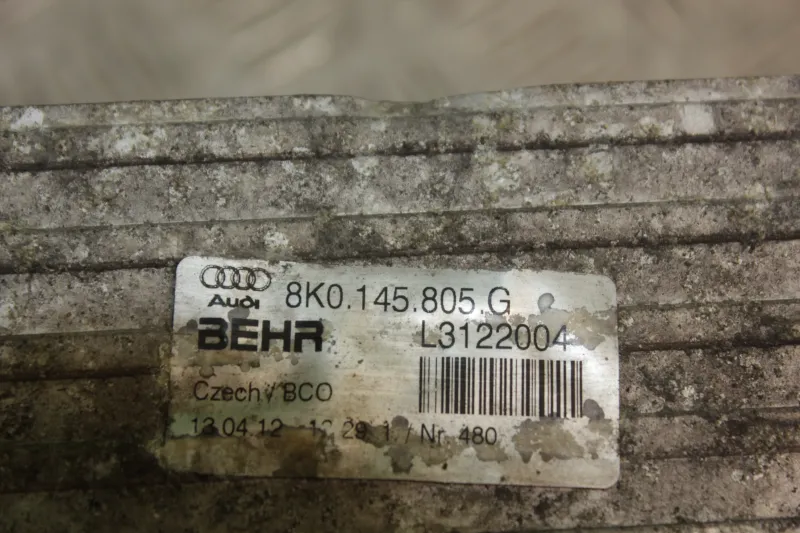 Audi 8K0.145.805.G
BEHR L3122004
Czech / BCO
13.04.12 / Nr. 480